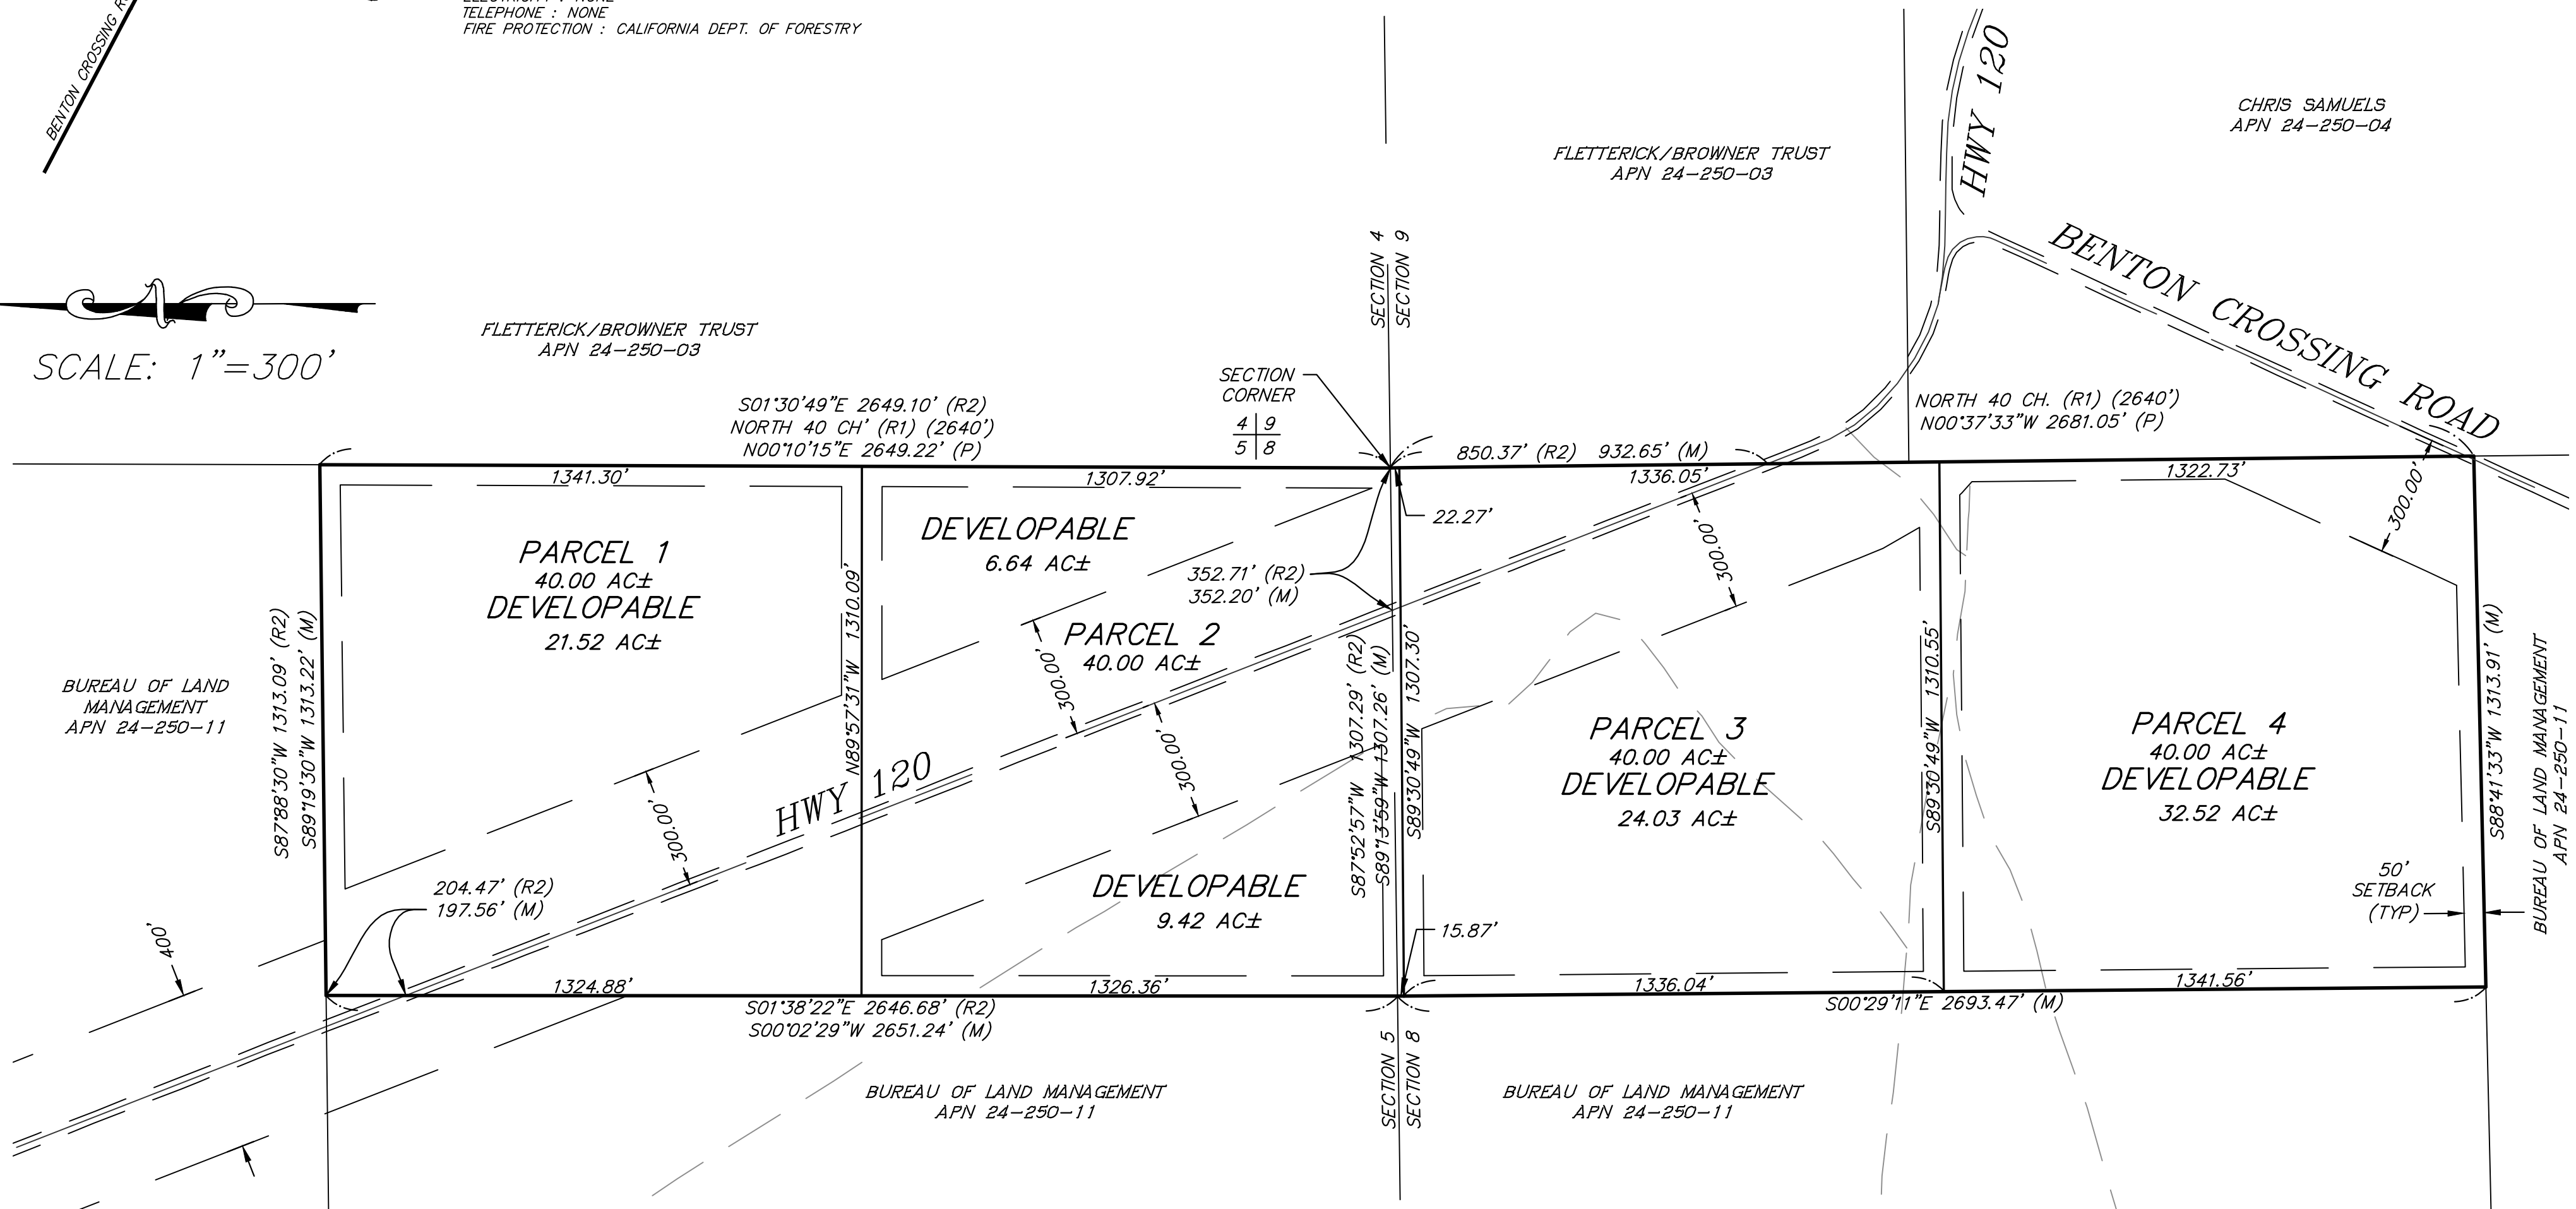 BENTON CROSSING R
TELEPHONE : NONE
FIRE PROTECTION : CALIFORNIA DEPT. OF FORESTRY
HWY 120
CHRIS SAMUELS
APN 24-250-04
FLETTERICK/BROWNER TRUST
APN 24-250-03
BENTON CROSSING ROAD
SECTION 4
SECTION 9
SCALE: 1"=300'
FLETTERICK/BROWNER TRUST
APN 24-250-03
SECTION
CORNER
4 9
5 8
S01°30'49"E 2649.10' (R2)
NORTH 40 CH' (R1) (2640')
N00°10'15"E 2649.22' (P)
850.37' (R2) 932.65' (M)
NORTH 40 CH. (R1) (2640')
N00°37'33"W 2681.05' (P)
1341.30'
1307.92'
1336.05'
1322.73'
22.27'
300.00'
300.00'
PARCEL 1
40.00 AC±
DEVELOPABLE
21.52 AC±
DEVELOPABLE
6.64 AC±
352.71' (R2)
352.20' (M)
PARCEL 2
40.00 AC±
300.00'
300.00'
300.00'
N89°57'31"W 1310.09'
S87°88'30"W 1313.09' (R2)
S89°19'30"W 1313.22' (M)
BUREAU OF LAND
MANAGEMENT
APN 24-250-11
S87°52'57"W 1307.29' (R2)
S89°13'59"W 1307.26' (M)
S89°30'49"W 1307.30'
PARCEL 3
40.00 AC±
DEVELOPABLE
24.03 AC±
S89°30'49"W 1310.55'
PARCEL 4
40.00 AC±
DEVELOPABLE
32.52 AC±
S88°41'33"W 1313.91' (M)
BUREAU OF LAND MANAGEMENT
APN 24-250-11
HWY 120
DEVELOPABLE
9.42 AC±
50'
SETBACK
(TYP)
204.47' (R2)
197.56' (M)
400'
15.87'
1324.88'
1326.36'
1336.04'
1341.56'
S01°38'22"E 2646.68' (R2)
S00°02'29"W 2651.24' (M)
S00°29'11"E 2693.47' (M)
SECTION 5
SECTION 8
BUREAU OF LAND MANAGEMENT
APN 24-250-11
BUREAU OF LAND MANAGEMENT
APN 24-250-11